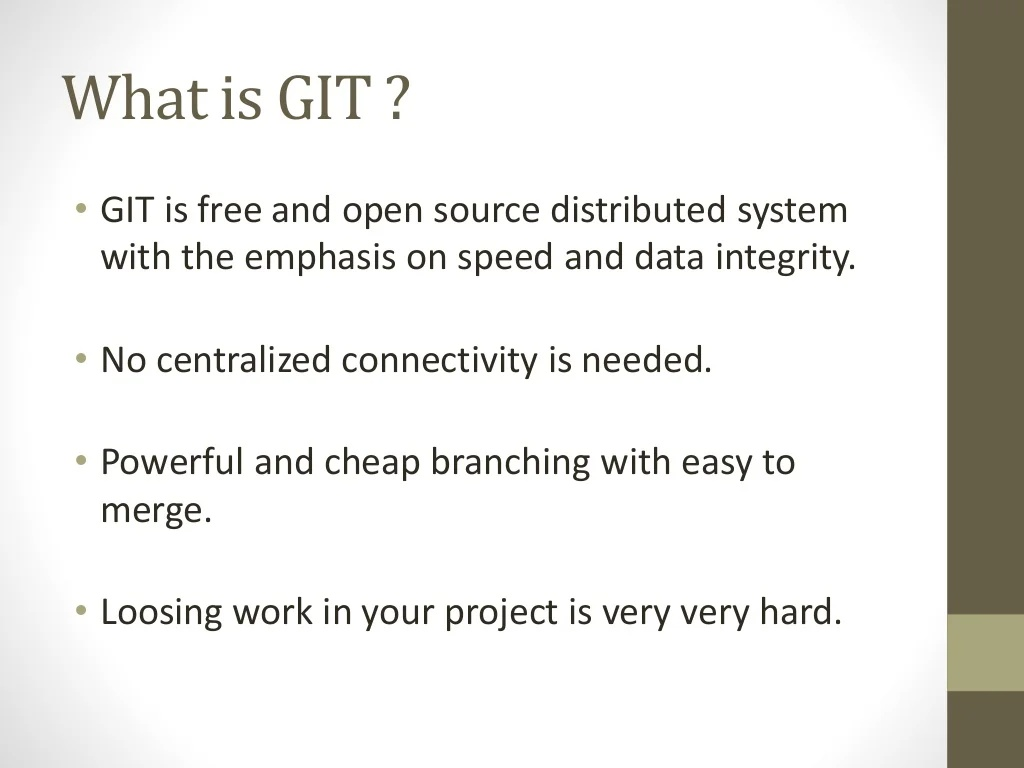 What is GIT ?
• GIT is free and open source distributed system
with the emphasis on speed and data integrity.
• No centralized connectivity is needed.
• Powerful and cheap branching with easy to
merge.
• Loosing work in your project is very very hard.